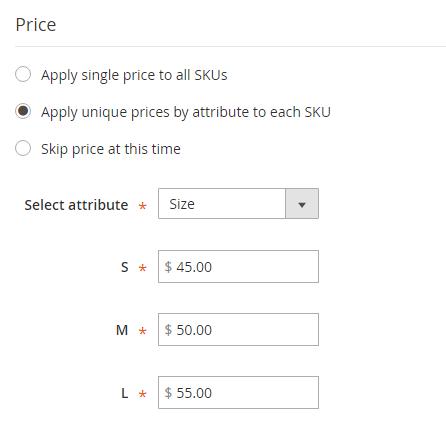 Price
Apply single price to all SKUs
Apply unique prices by attribute to each SKU
Skip price at this time
Select attribute * Size
S * $ 45.00
M * $ 50.00
L * $ 55.00